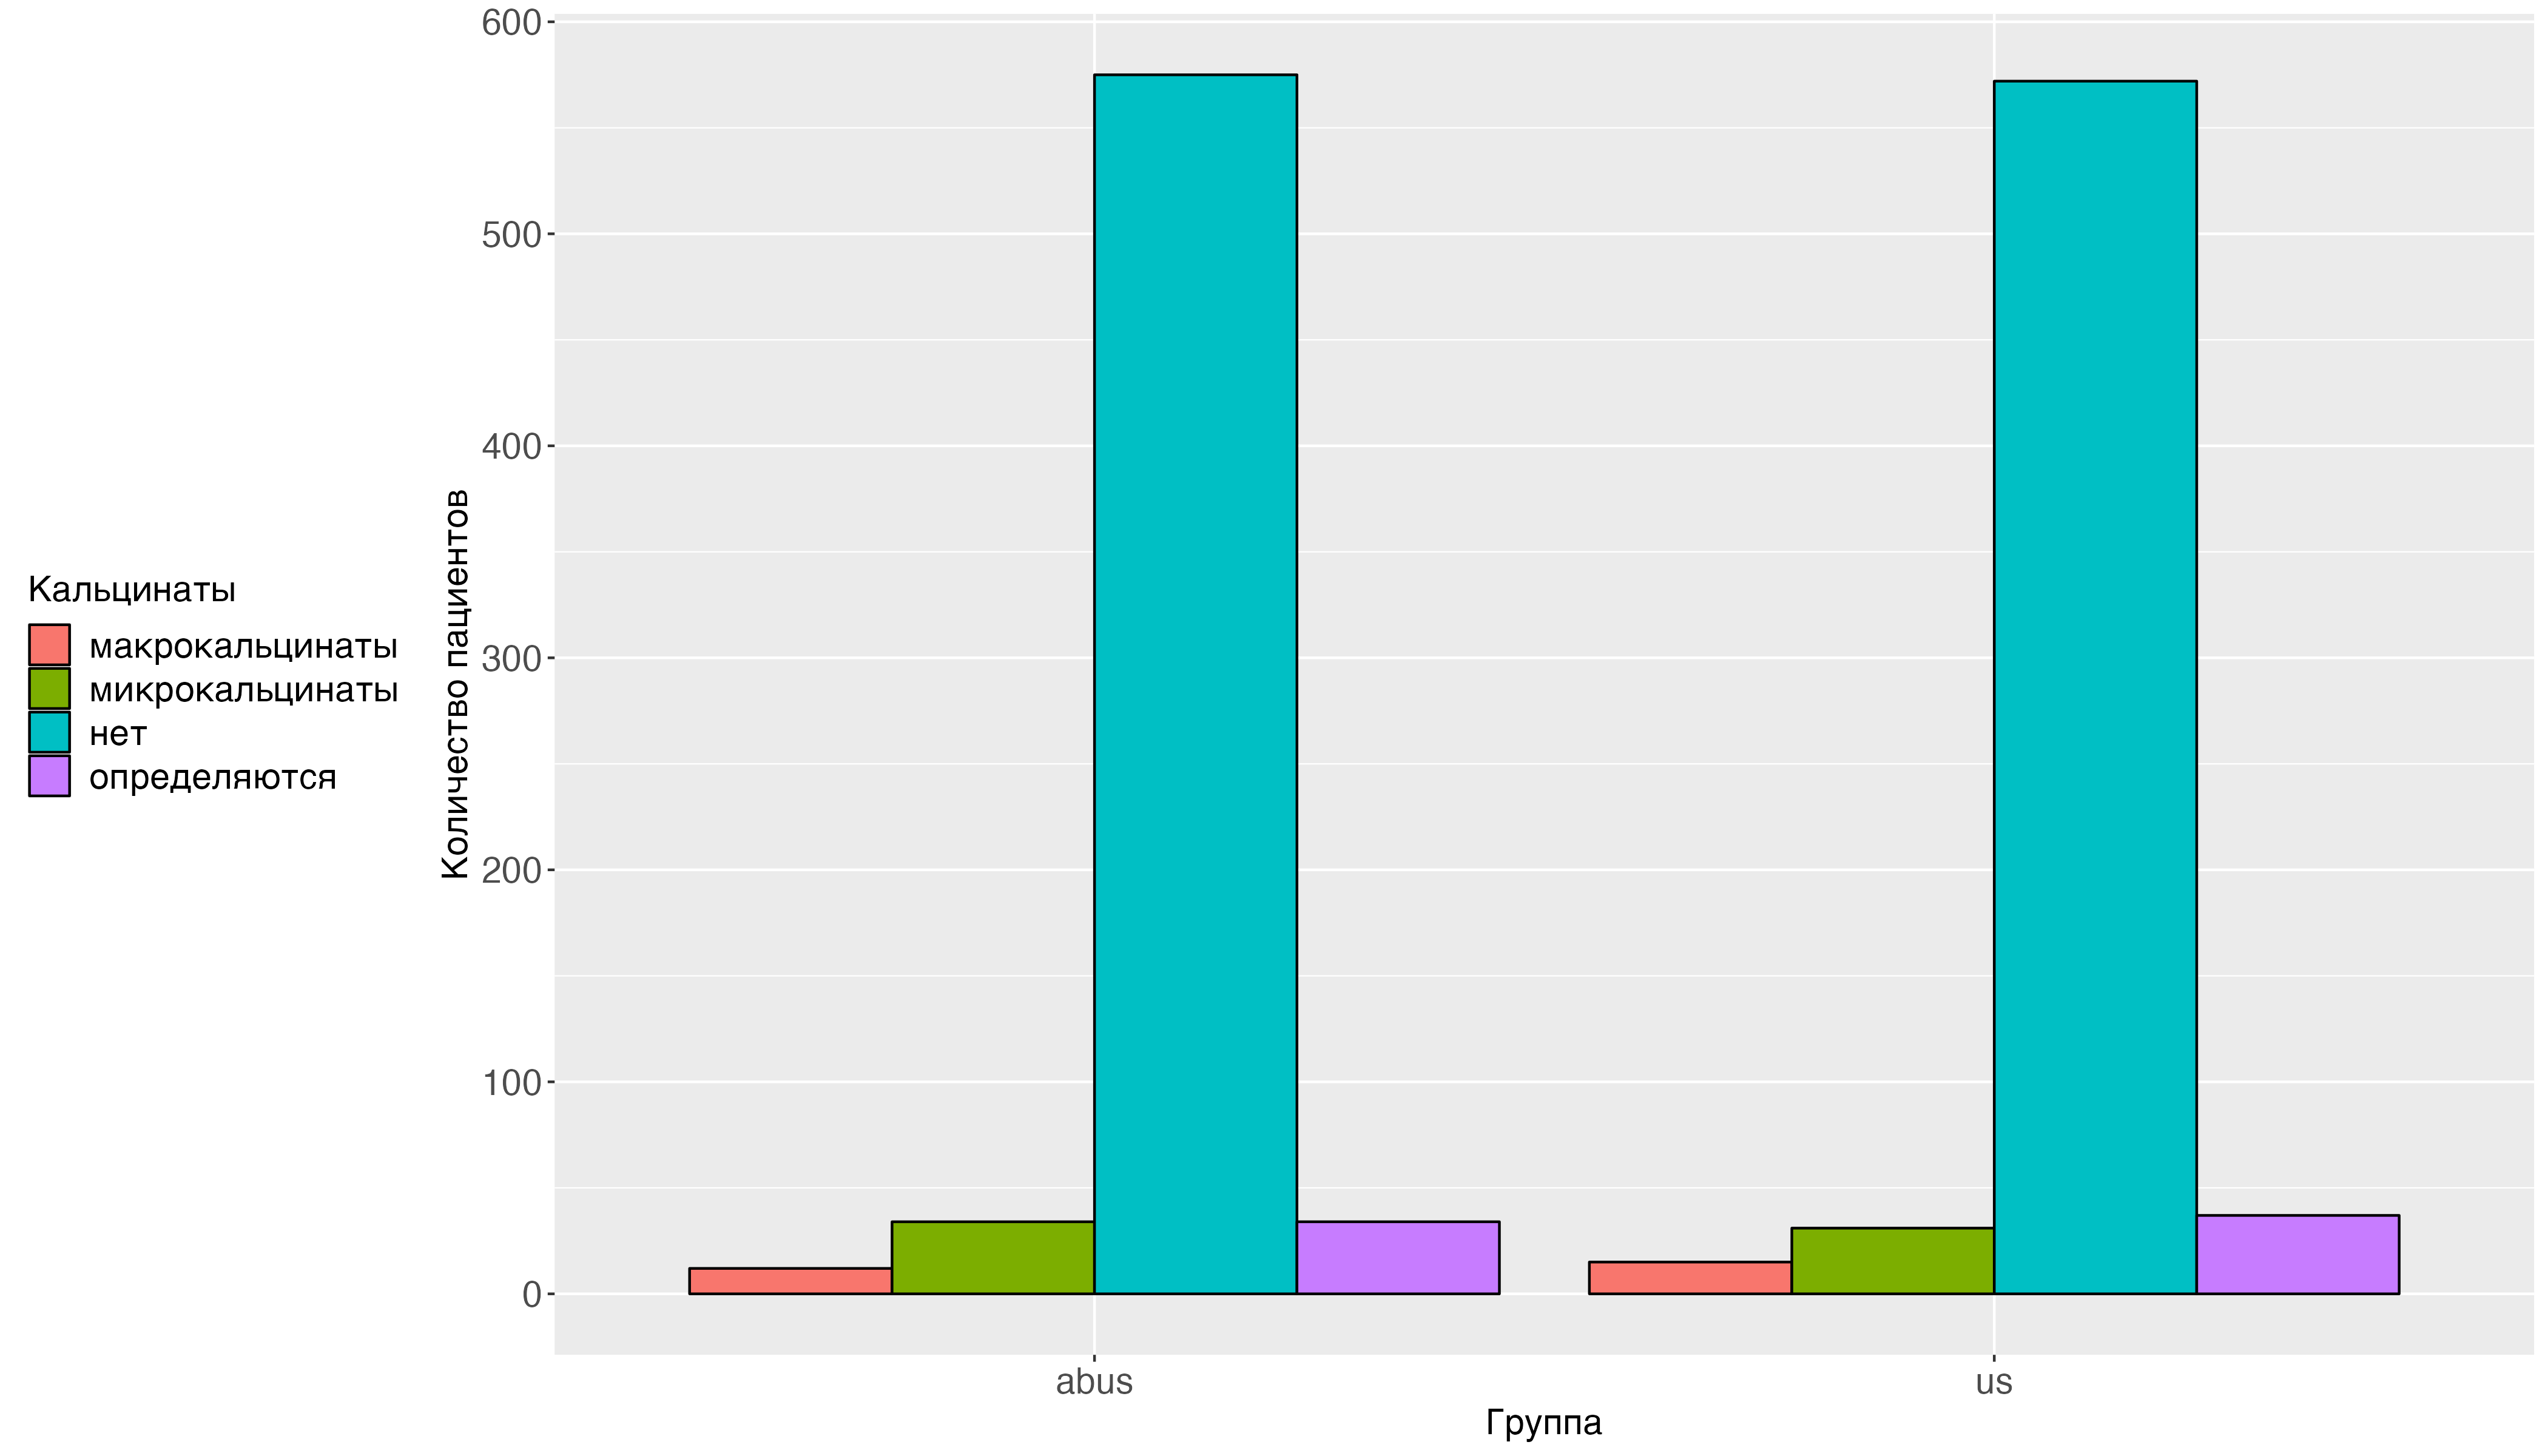 Кальцинаты
макрокальцинаты
микрокальцинаты
нет
определяются
Количество пациентов
600
500
400
300
200
100
0
abus
us
Группа